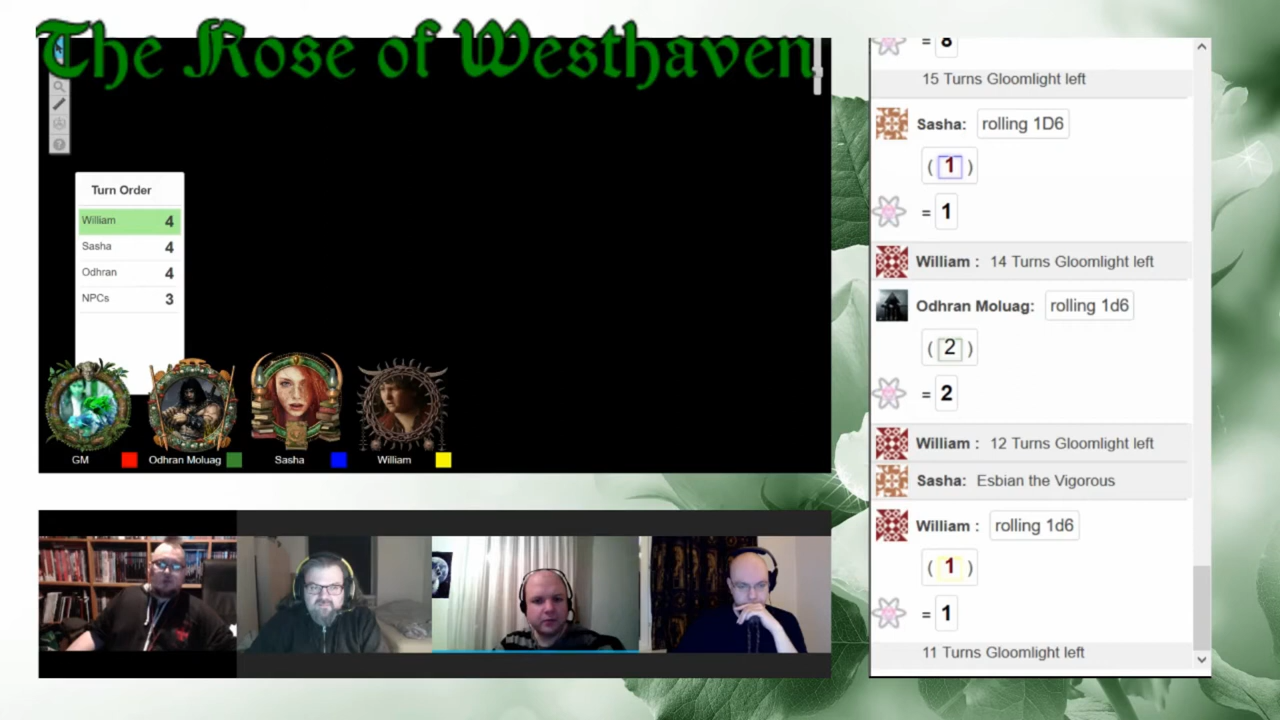 The Rose of Westhaven
Turn Order
William 4
Sasha 4
Odhran 4
NPCs 3
GM
Odhran Moluag
Sasha
William
= 8
15 Turns Gloomlight left
Sasha: rolling 1D6
( 1 )
= 1
William : 14 Turns Gloomlight left
Odhran Moluag: rolling 1d6
( 2 )
= 2
William : 12 Turns Gloomlight left
Sasha: Esbian the Vigorous
William : rolling 1d6
( 1 )
= 1
11 Turns Gloomlight left